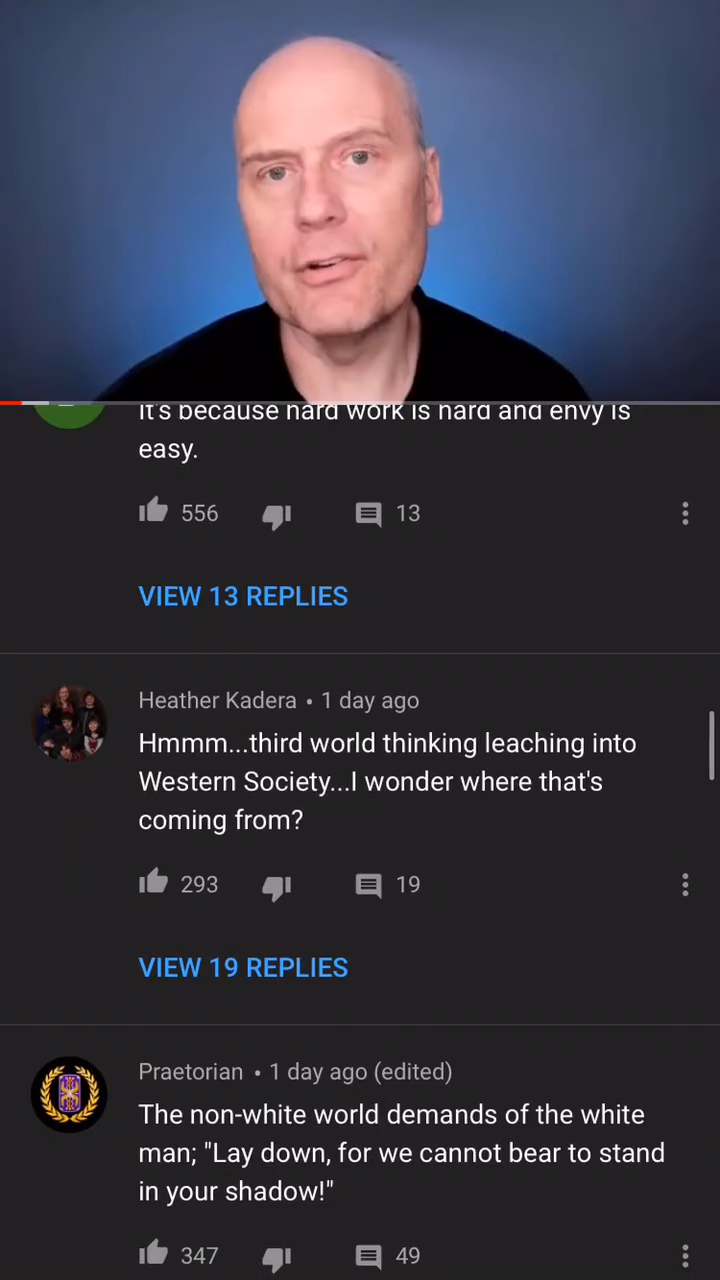 It's because hard work is hard and envy is
easy.
556
13
VIEW 13 REPLIES
Heather Kadera • 1 day ago
Hmmm...third world thinking leaching into
Western Society...I wonder where that's
coming from?
293
19
VIEW 19 REPLIES
Praetorian • 1 day ago (edited)
The non-white world demands of the white
man; "Lay down, for we cannot bear to stand
in your shadow!"
347
49